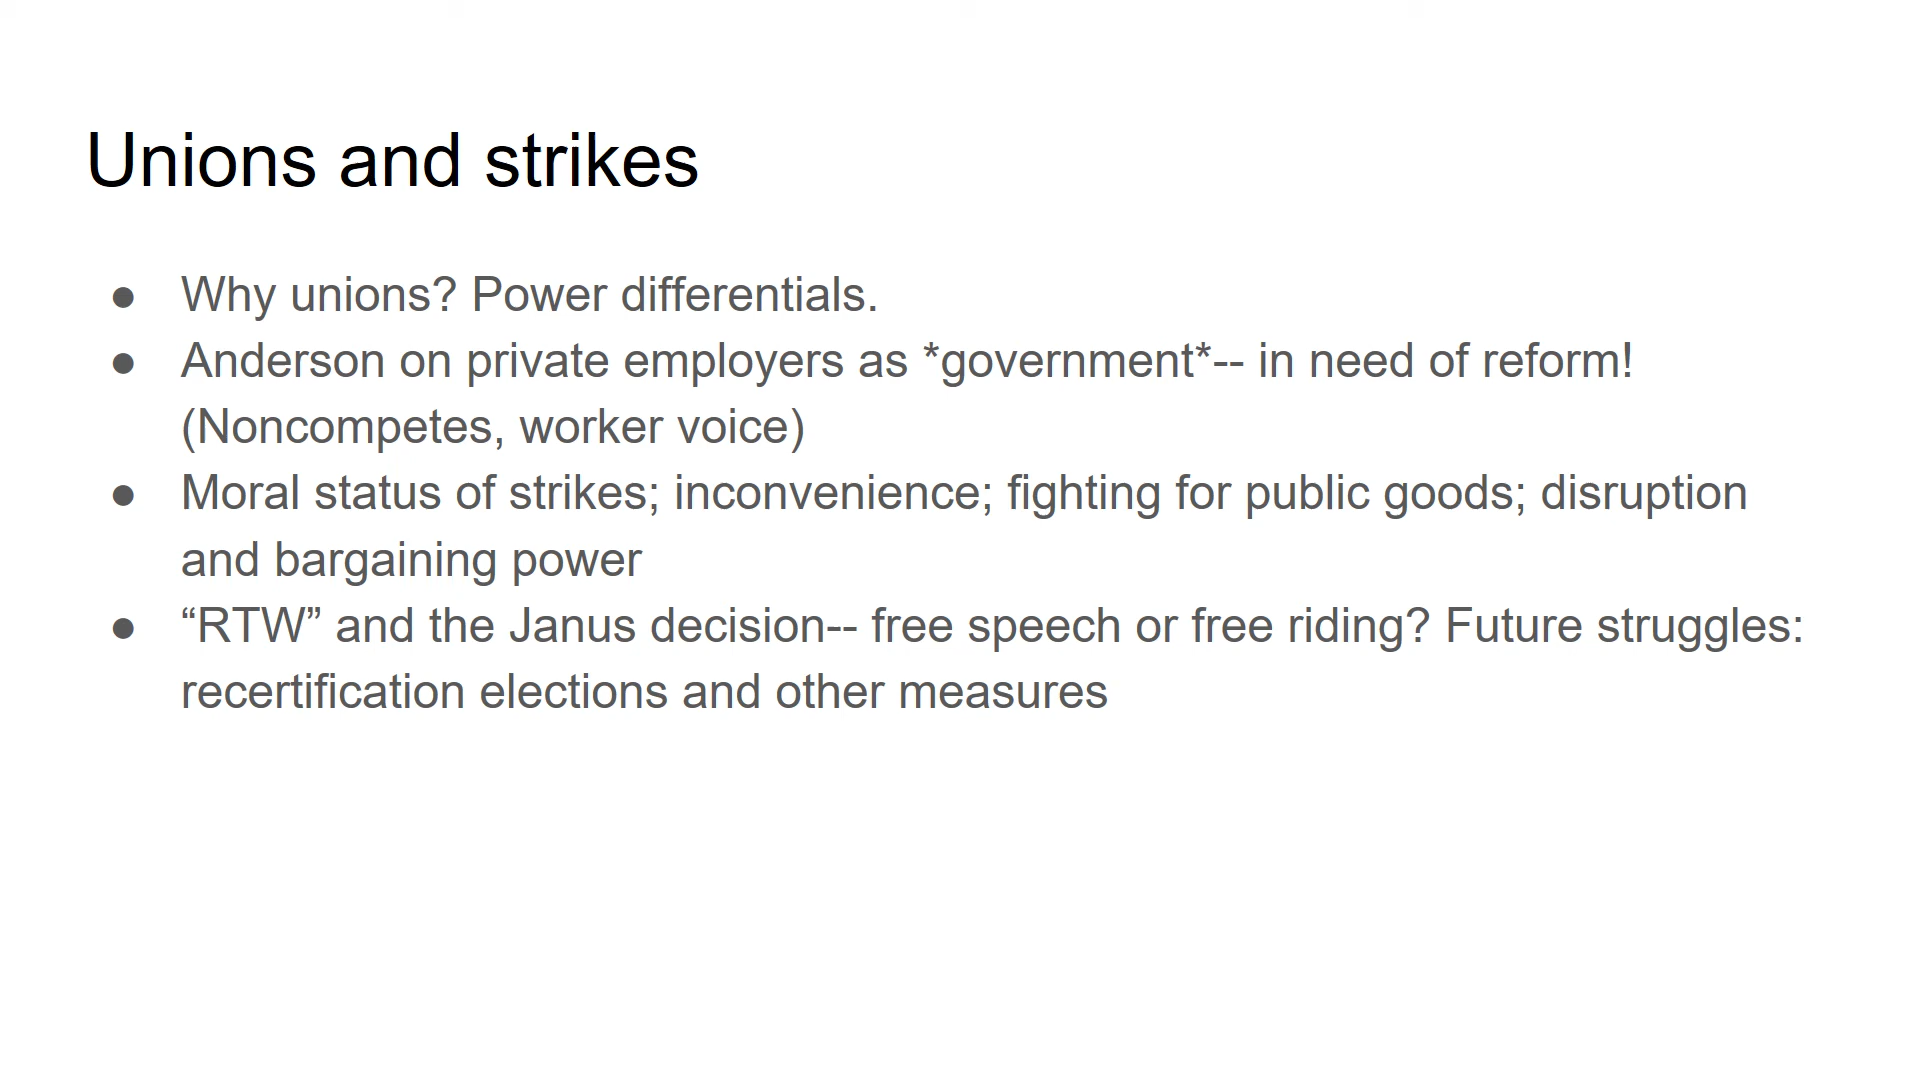 Unions and strikes
● Why unions? Power differentials.
● Anderson on private employers as *government*-- in need of reform!
(Noncompetes, worker voice)
● Moral status of strikes; inconvenience; fighting for public goods; disruption
and bargaining power
● “RTW” and the Janus decision-- free speech or free riding? Future struggles:
recertification elections and other measures